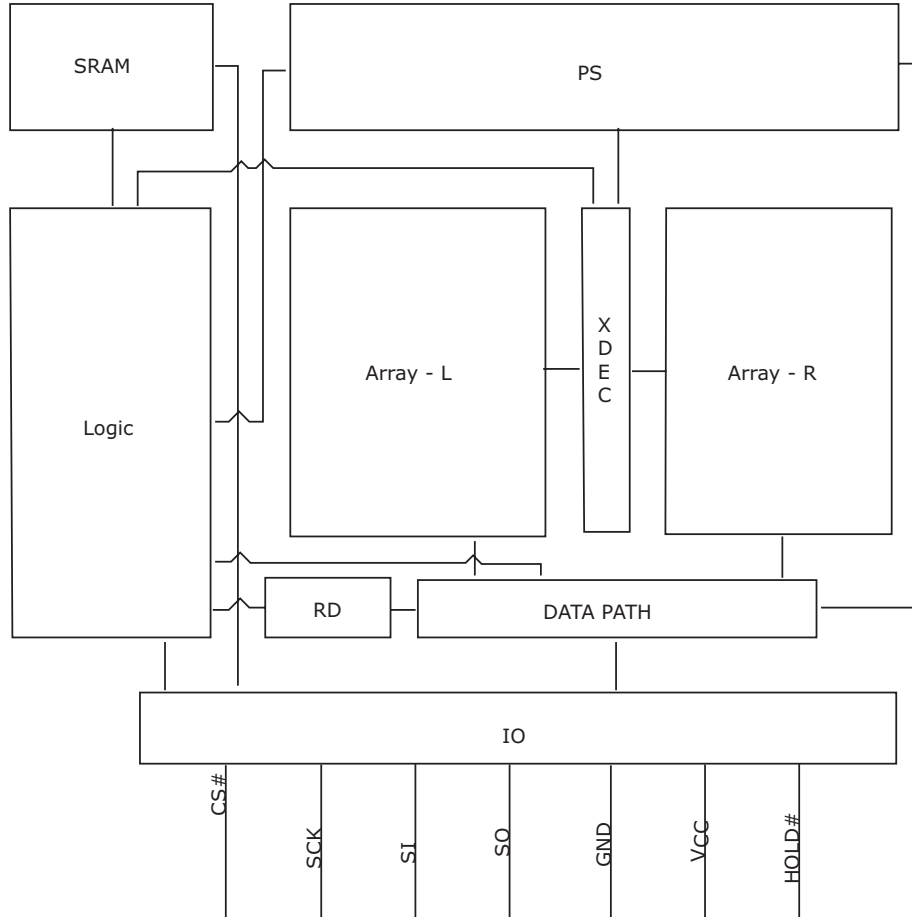 SRAM
PS
Logic
Array - L
X
D
E
C
Array - R
RD
DATA PATH
IO
CS#
SCK
SI
SO
GND
VCC
HOLD#